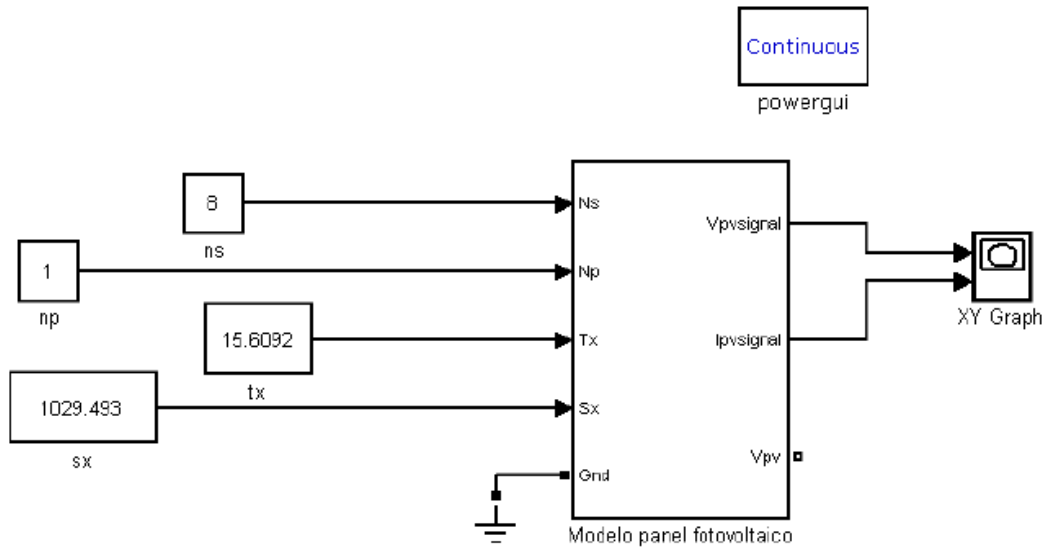 Continuous
powergui
8
ns
1
np
15.6092
tx
1029.493
sx
Ns
Np
Tx
Sx
Gnd
Vpvsignal
Ipvsignal
Vpv
Modelo panel fotovoltaico
XY Graph